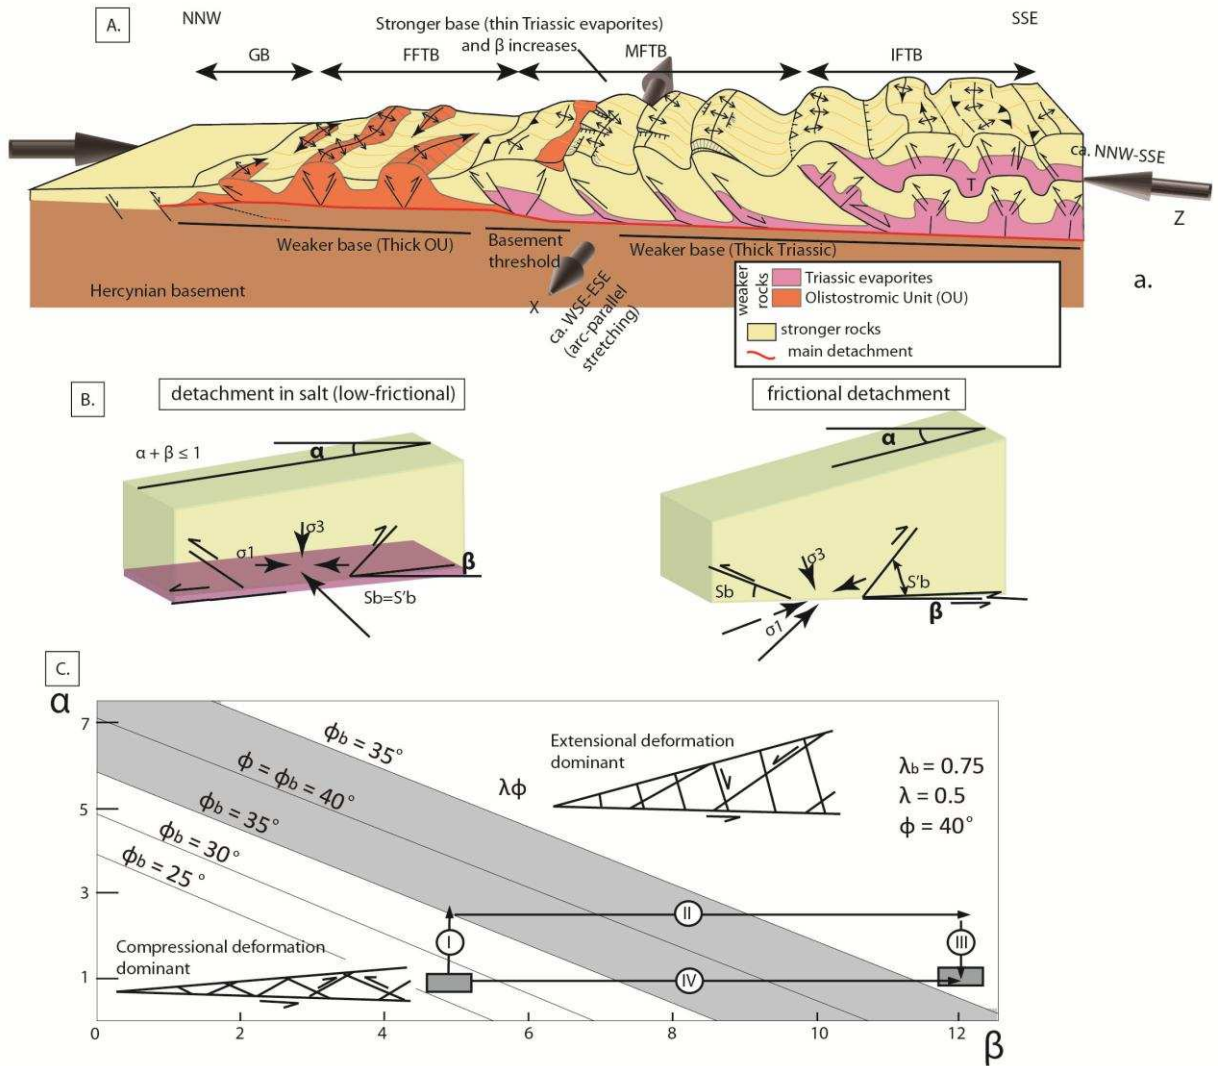 A.
NNW
SSE
Stronger base (thin Triassic evaporites)
and β increases
GB
FFTB
MFTB
IFTB
ca. NNW-SSE
T
Z
Weaker base (Thick OU)
Basement
threshold
Weaker base (Thick Triassic)
Hercynian basement
X
ca. WSE-ESE
(arc-parallel
stretching)
a.
weaker
rocks
Triassic evaporites
Olistostromic Unit (OU)
stronger rocks
main detachment
B.
detachment in salt (low-frictional)
frictional detachment
α + β ≤ 1
α
σ3
σ1
β
Sb=S'b
α
σ3
Sb
S'b
σ1
β
C.
α
7
5
3
1
ϕb = 35°
ϕ = ϕb = 40°
ϕb = 35°
ϕb = 30°
ϕb = 25°
λϕ
Extensional deformation
dominant
λb = 0.75
λ = 0.5
ϕ = 40°
Compressional deformation
dominant
I
II
III
IV
0
2
4
6
8
10
12
β